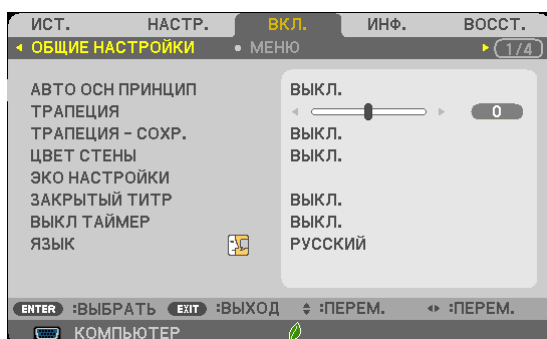 ИСТ. НАСТР. ВКЛ. ИНФ. ВОССТ.
ОБЩИЕ НАСТРОЙКИ • МЕНЮ 1/4
АВТО ОСН ПРИНЦИП ВЫКЛ.
ТРАПЕЦИЯ 0
ТРАПЕЦИЯ – СОХР. ВЫКЛ.
ЦВЕТ СТЕНЫ ВЫКЛ.
ЭКО НАСТРОЙКИ
ЗАКРЫТЫЙ ТИТР ВЫКЛ.
ВЫКЛ ТАЙМЕР ВЫКЛ.
ЯЗЫК РУССКИЙ
ENTER :ВЫБРАТЬ EXIT :ВЫХОД :ПЕРЕМ. :ПЕРЕМ.
КОМПЬЮТЕР